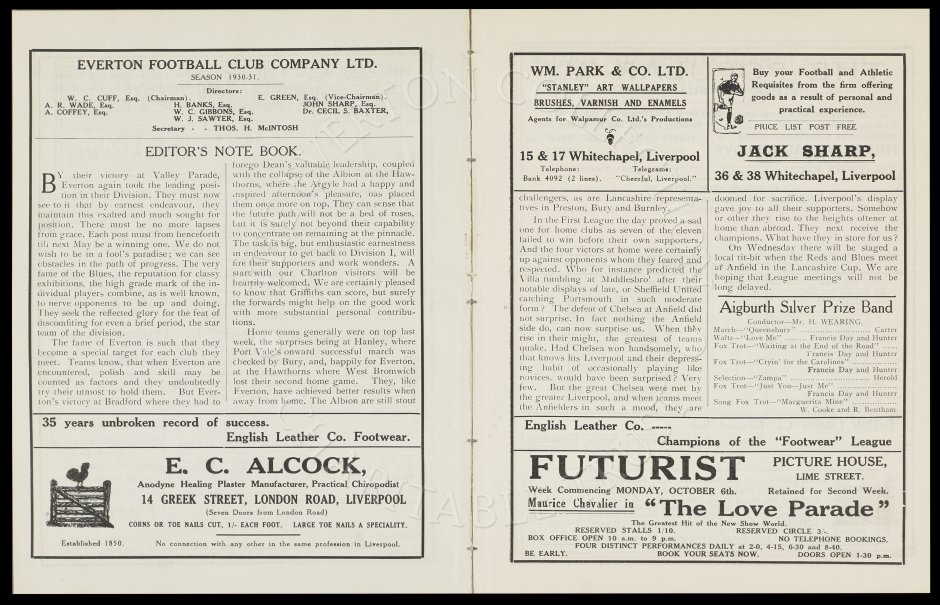 EVERTON FOOTBALL CLUB COMPANY LTD.
SEASON 1930-31.
Directors:
W. C. CUFF, Esq. (Chairman). E. GREEN, Esq. (Vice-Chairman).
A. R. WADE, Esq. H. BANKS, Esq. JOHN SHARP, Esq.
A. COFFEY, Esq. W. C. GIBBONS, Esq. Dr. CECIL S. BAXTER,
W. J. SAWYER, Esq.
Secretary - - THOS. H. McINTOSH
EDITOR'S NOTE BOOK.
BY their victory at Valley Parade,
Everton again took the leading posi-
tion in their Division. They must now
see to it that by earnest endeavour, they
maintain this exalted and much sought for
position. There must be no more lapses
from grace. Each post must from henceforth
till next May be a winning one. We do not
wish to be in a fool's paradise; we can see
obstacles in the path of progress. The very
fame of the Blues, the reputation for classy
exhibitions, the high grade mark of the in-
dividual players combine, as is well known,
to nerve opponents to be up and doing.
They seek the reflected glory for the feat of
discomfiting for even a brief period, the star
team of the division.
The fame of Everton is such that they
become a special target for each club they
meet. Teams know, that when Everton are
encountered, polish and skill may be
counted as factors and they undoubtedly
try their utmost to hold them. But Ever-
ton's victory at Bradford where they had to
forego Dean's valuable leadership, coupled
with the collapse of the Albion at the Haw-
thorns, where the Argyle had a happy and
inspired afternoon's pleasure, has placed
them once more on top. They can sense that
the future path will not be a bed of roses,
but it is surely not beyond their capability
to concentrate on remaining at the pinnacle.
The task is big, but enthusiastic earnestness
in endeavour to get back to Division I, will
fire their supporters and work wonders. A
start with our Charlton visitors will be
heartily welcomed. We are certainly pleased
to know that Griffiths can score, but surely
the forwards might help on the good work
with more substantial personal contribu-
tions.
Home teams generally were on top last
week, the surprises being at Hanley, where
Port Vale's onward successful march was
checked by Bury, and, happily for Everton,
at the Hawthorns where West Bromwich
lost their second home game. They, like
Everton, have achieved better results when
away from home. The Albion are still stout
35 years unbroken record of success.
English Leather Co. Footwear.
E. C. ALCOCK,
Anodyne Healing Plaster Manufacturer, Practical Chiropodist
14 GREEK STREET, LONDON ROAD, LIVERPOOL
(Seven Doors from London Road)
CORNS OR TOE NAILS CUT, 1/- EACH FOOT. LARGE TOE NAILS A SPECIALITY.
Established 1850. No connection with any other in the same profession in Liverpool.
WM. PARK & CO. LTD.
"STANLEY" ART WALLPAPERS
BRUSHES, VARNISH AND ENAMELS
Agents for Walpamur Co. Ltd.'s Productions
15 & 17 Whitechapel, Liverpool
Telephone: Telegrams:
Bank 4092 (2 lines). "Cheerful, Liverpool."
Buy your Football and Athletic
Requisites from the firm offering
goods as a result of personal and
practical experience.
PRICE LIST POST FREE
JACK SHARP,
36 & 38 Whitechapel, Liverpool
challengers, as are Lancashire representa-
tives in Preston, Bury and Burnley.
In the First League the day proved a sad
one for home clubs as seven of the eleven
failed to win before their own supporters.
And the four victors at home were certainly
up against opponents whom they feared and
respected. Who for instance predicted the
Villa tumbling at Middlesbro' after their
notable displays of late, or Sheffield United
catching Portsmouth in such moderate
form? The defeat of Chelsea at Anfield did
not surprise. In fact nothing the Anfield
side do, can now surprise us. When they
rise in their might, the greatest of teams
quake. Had Chelsea won handsomely, who
that knows his Liverpool and their depress-
ing habit of occasionally playing like
novices, would have been surprised? Very
few. But the great Chelsea were met by
the greater Liverpool, and when teams meet
the Anfielders in such a mood, they are
doomed for sacrifice. Liverpool's display
gave joy to all their supporters. Somehow
or other they rise to the heights oftener at
home than abroad. They next receive the
champions. What have they in store for us?
On Wednesday there will be staged a
local tit-bit when the Reds and Blues meet
at Anfield in the Lancashire Cup. We are
hoping that League meetings will not be
long delayed.
Aigburth Silver Prize Band
Conductor—Mr. H. WEARING.
March—"Queensbury" ........ Carter
Waltz—"Love Me" ........ Francis Day and Hunter
Fox Trot—"Waiting at the End of the Road" .....
Francis Day and Hunter
Fox Trot—"Cryin' for the Carolines" ........
Francis Day and Hunter
Selection—"Zampa" ........ Herold
Fox Trot—"Just You—Just Me" ........
Francis Day and Hunter
Song Fox Trot—"Marguerita Mine" ........
W. Cooke and R. Bentham
English Leather Co. -----
Champions of the "Footwear" League
FUTURIST PICTURE HOUSE,
LIME STREET.
Week Commencing MONDAY, OCTOBER 6th. Retained for Second Week.
Maurice Chevalier in "The Love Parade"
The Greatest Hit of the New Show World.
RESERVED STALLS 1/10. RESERVED CIRCLE 3/-.
BOX OFFICE OPEN 10 a.m. to 9 p.m. NO TELEPHONE BOOKINGS.
FOUR DISTINCT PERFORMANCES DAILY at 2-0, 4-15, 6-30 and 8-40.
BE EARLY. BOOK YOUR SEATS NOW. DOORS OPEN 1-30 p.m.